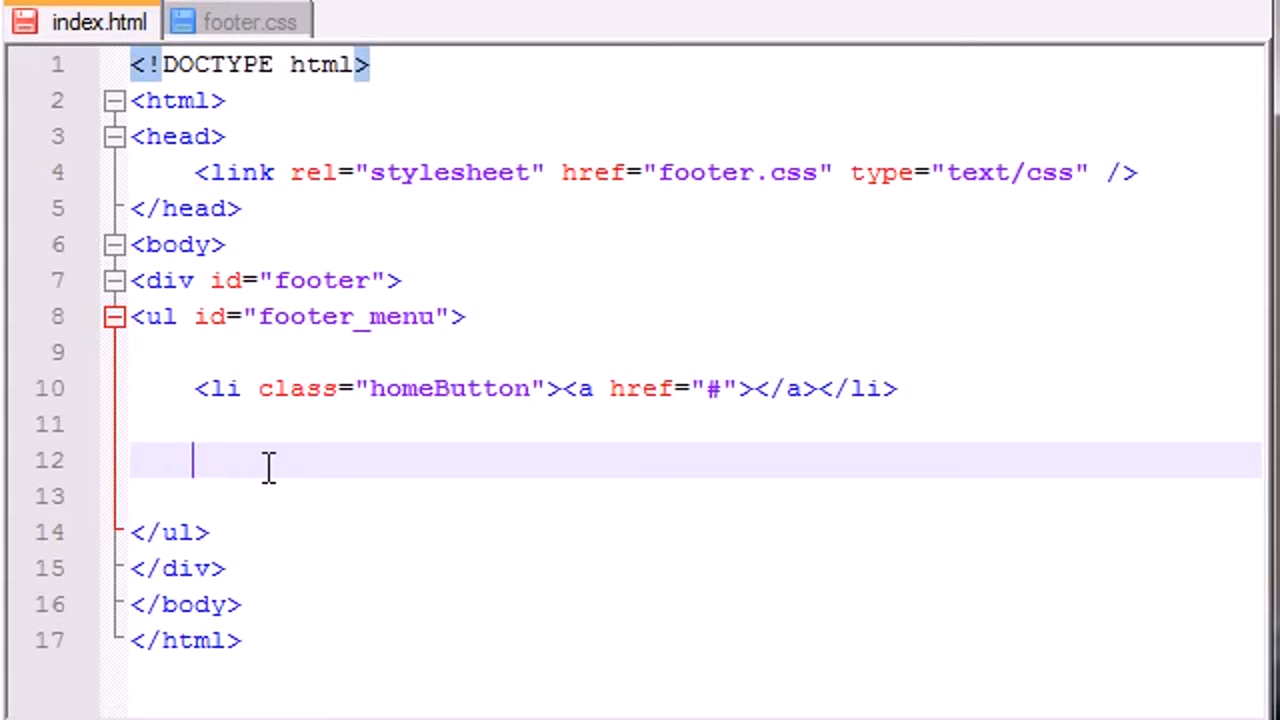 index.html footer.css
1 <!DOCTYPE html>
2 <html>
3 <head>
4 <link rel="stylesheet" href="footer.css" type="text/css" />
5 </head>
6 <body>
7 <div id="footer">
8 <ul id="footer_menu">
9
10 <li class="homeButton"><a href="#"></a></li>
11
12
13
14 </ul>
15 </div>
16 </body>
17 </html>